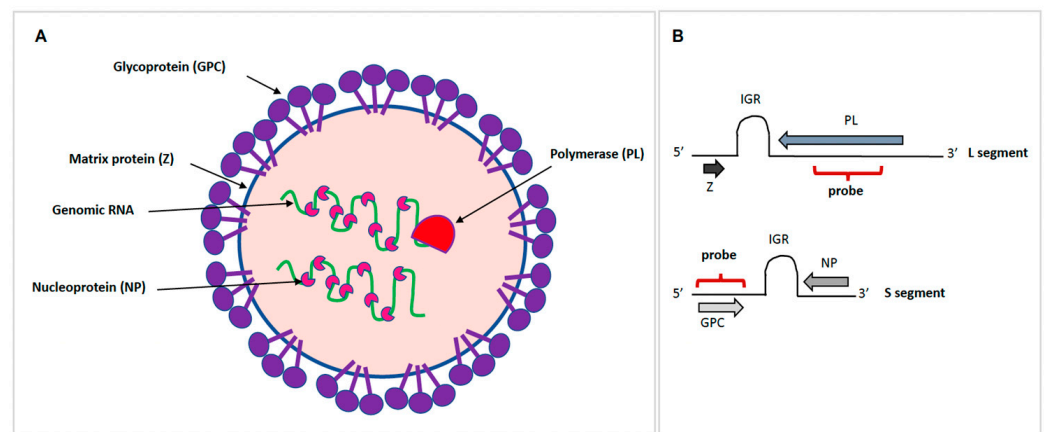 A
Glycoprotein (GPC)
Matrix protein (Z)
Polymerase (PL)
Genomic RNA
Nucleoprotein (NP)
B
IGR
PL
5′
3′ L segment
Z
probe
IGR
probe
NP
5′
3′ S segment
GPC